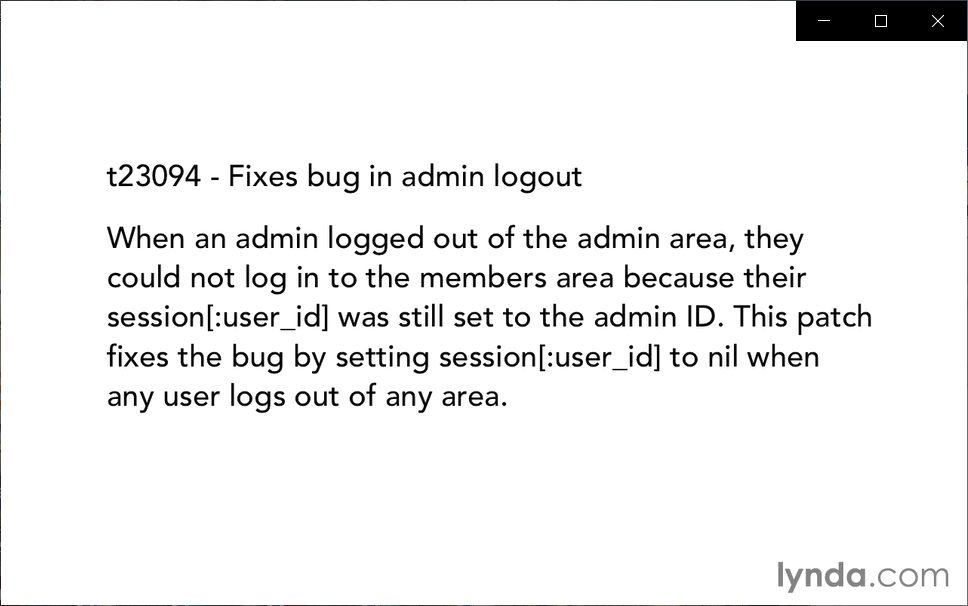 t23094 - Fixes bug in admin logout
When an admin logged out of the admin area, they
could not log in to the members area because their
session[:user_id] was still set to the admin ID. This patch
fixes the bug by setting session[:user_id] to nil when
any user logs out of any area.
lynda.com